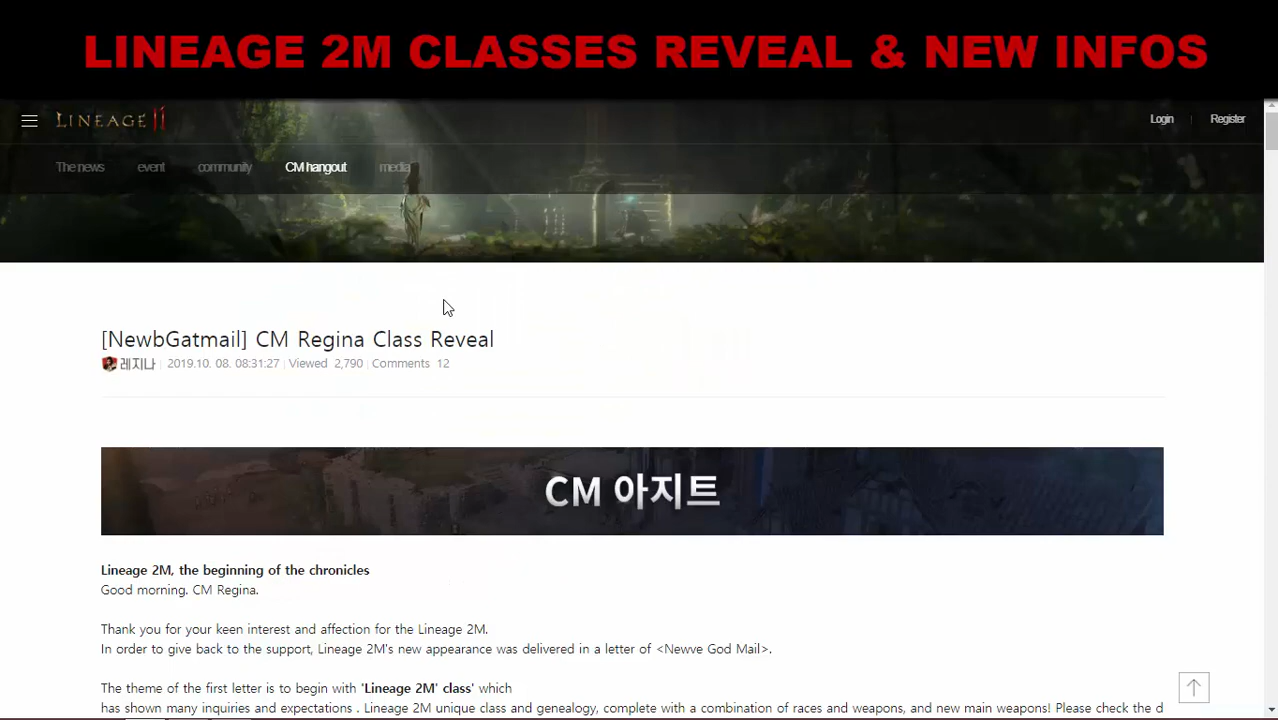 LINEAGE 2M CLASSES REVEAL & NEW INFOS
LINEAGE II
Login
Register
The news
event
community
CM hangout
media
[NewbGatmail] CM Regina Class Reveal
레지나 2019.10. 08. 08:31:27 Viewed 2,790 Comments 12
CM 아지트
Lineage 2M, the beginning of the chronicles
Good morning. CM Regina.
Thank you for your keen interest and affection for the Lineage 2M.
In order to give back to the support, Lineage 2M's new appearance was delivered in a letter of <Newve God Mail>.
The theme of the first letter is to begin with 'Lineage 2M' class' which
has shown many inquiries and expectations . Lineage 2M unique class and genealogy, complete with a combination of races and weapons, and new main weapons! Please check the d